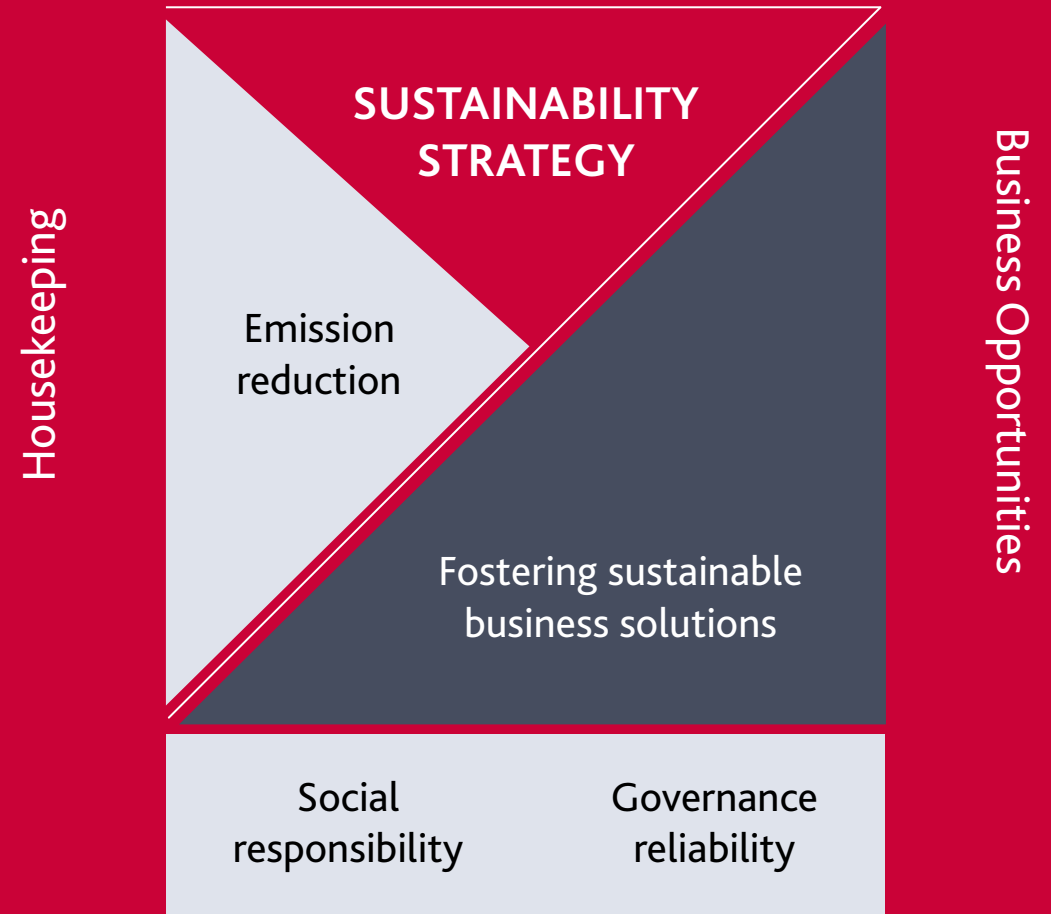 SUSTAINABILITY
STRATEGY
Housekeeping
Business Opportunities
Emission
reduction
Fostering sustainable
business solutions
Social
responsibility
Governance
reliability